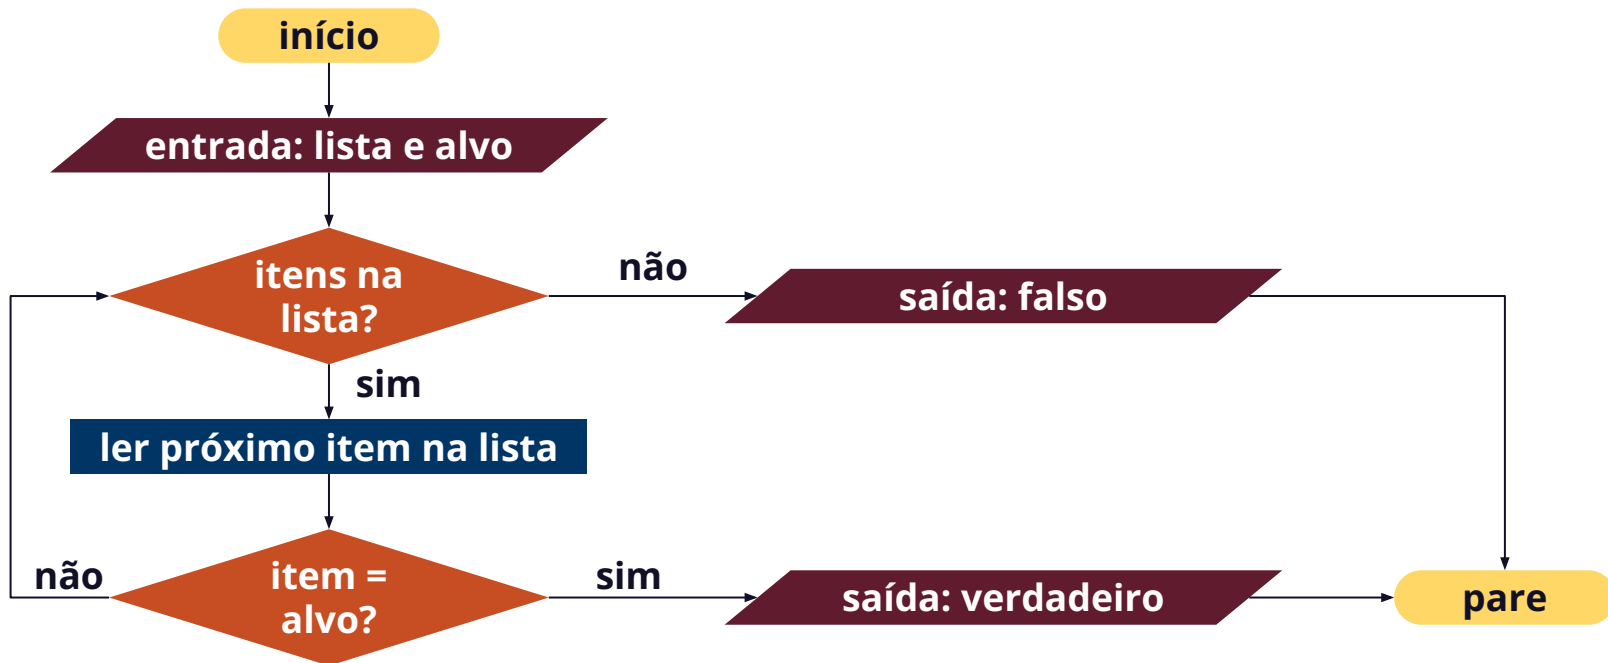 início
entrada: lista e alvo
itens na
lista?
não
saída: falso
sim
ler próximo item na lista
não
item =
alvo?
sim
saída: verdadeiro
pare